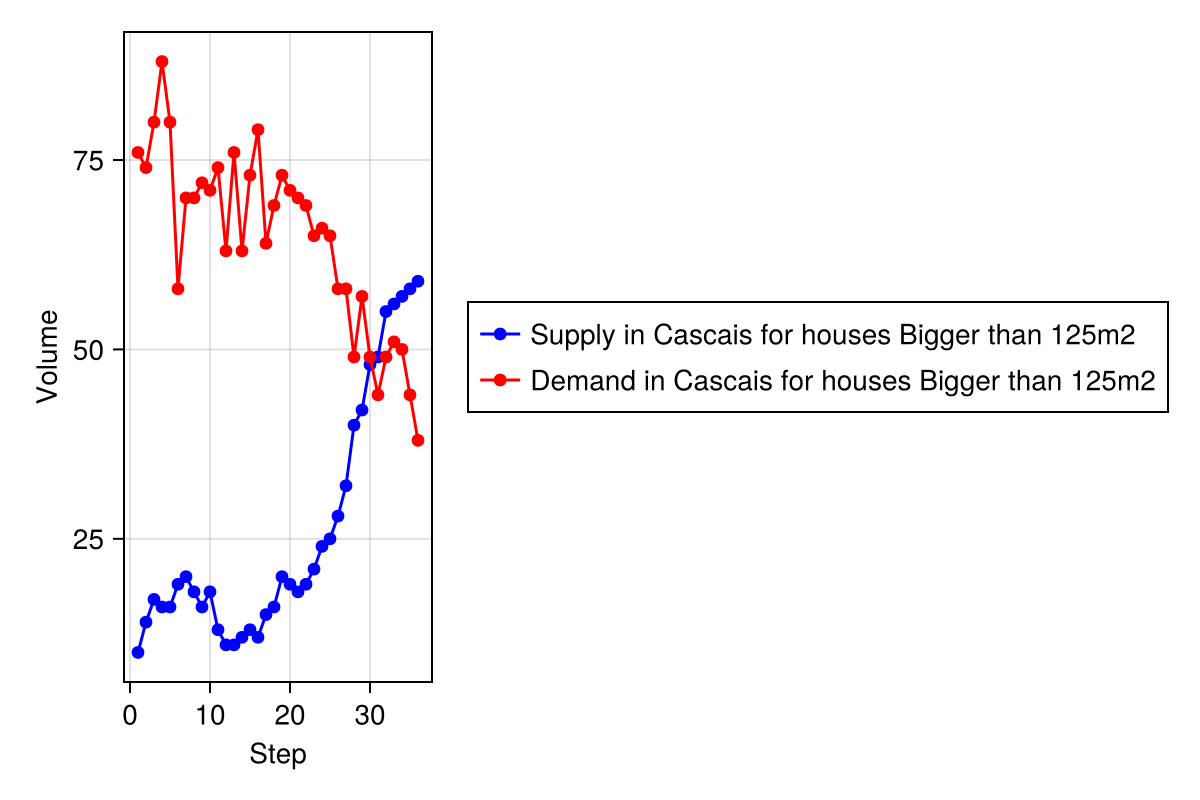 75
50
25
Volume
0 10 20 30
Step
Supply in Cascais for houses Bigger than 125m2
Demand in Cascais for houses Bigger than 125m2